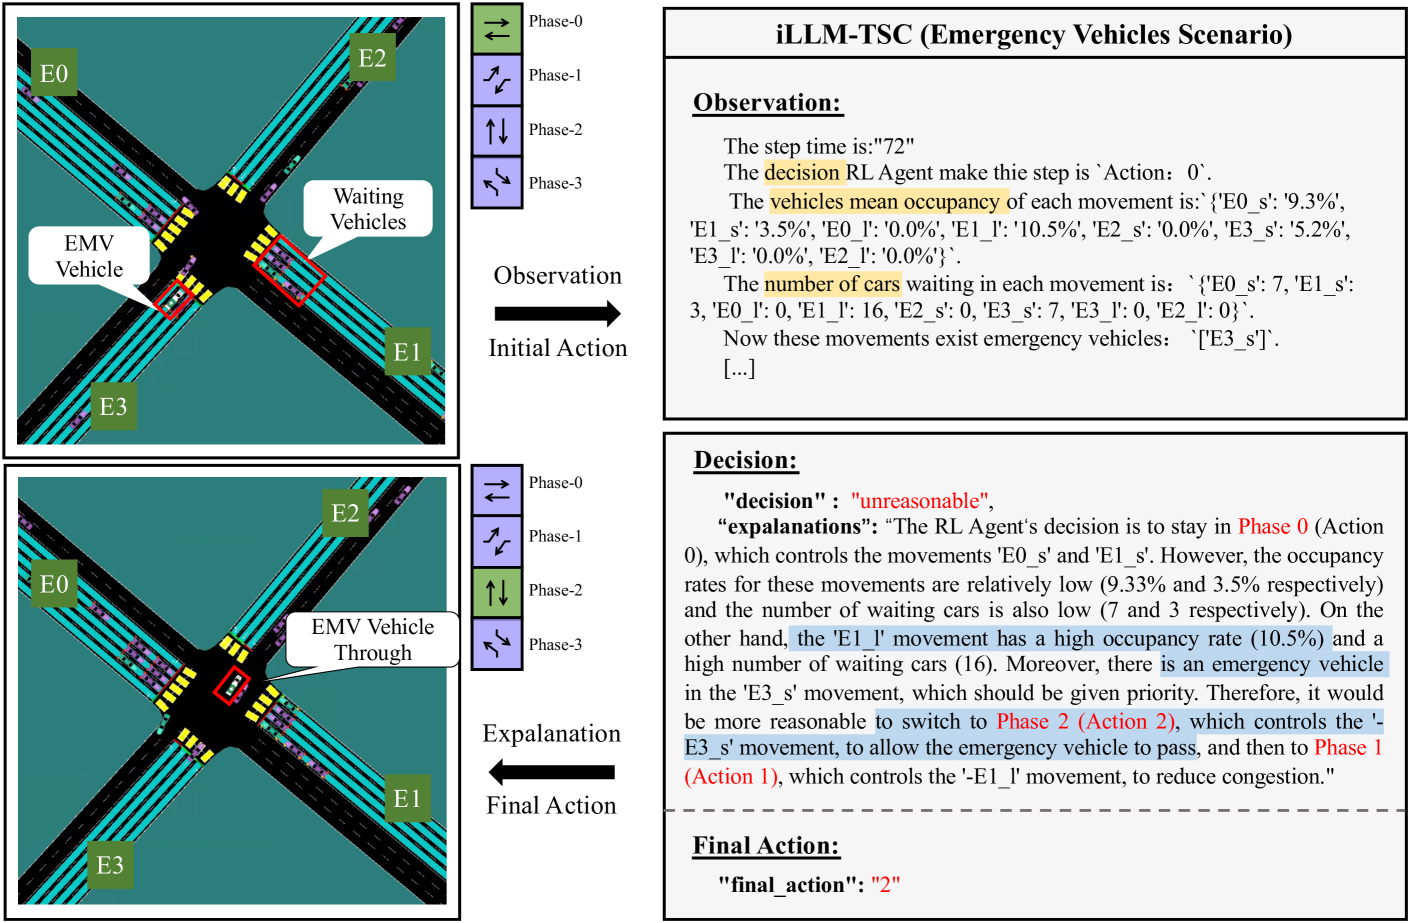 E0
E2
Waiting
Vehicles
EMV
Vehicle
E1
E3
Phase-0
Phase-1
Phase-2
Phase-3
Observation
Initial Action
iLLM-TSC (Emergency Vehicles Scenario)
Observation:
The step time is:"72"
The decision RL Agent make thie step is `Action: 0`.
The vehicles mean occupancy of each movement is:`{'E0_s': '9.3%',
'E1_s': '3.5%', 'E0_l': '0.0%', 'E1_l': '10.5%', 'E2_s': '0.0%', 'E3_s': '5.2%',
'E3_l': '0.0%', 'E2_l': '0.0%'}`.
The number of cars waiting in each movement is: `{'E0_s': 7, 'E1_s':
3, 'E0_l': 0, 'E1_l': 16, 'E2_s': 0, 'E3_s': 7, 'E3_l': 0, 'E2_l': 0}`.
Now these movements exist emergency vehicles: `['E3_s']`.
[...]
E2
E0
EMV Vehicle
Through
E1
E3
Phase-0
Phase-1
Phase-2
Phase-3
Expalanation
Final Action
Decision:
"decision" : "unreasonable",
“expalanations”: “The RL Agent‘s decision is to stay in Phase 0 (Action
0), which controls the movements 'E0_s' and 'E1_s'. However, the occupancy
rates for these movements are relatively low (9.33% and 3.5% respectively)
and the number of waiting cars is also low (7 and 3 respectively). On the
other hand, the 'E1_l' movement has a high occupancy rate (10.5%) and a
high number of waiting cars (16). Moreover, there is an emergency vehicle
in the 'E3_s' movement, which should be given priority. Therefore, it would
be more reasonable to switch to Phase 2 (Action 2), which controls the '-
E3_s' movement, to allow the emergency vehicle to pass, and then to Phase 1
(Action 1), which controls the '-E1_l' movement, to reduce congestion."
Final Action:
"final_action": "2"